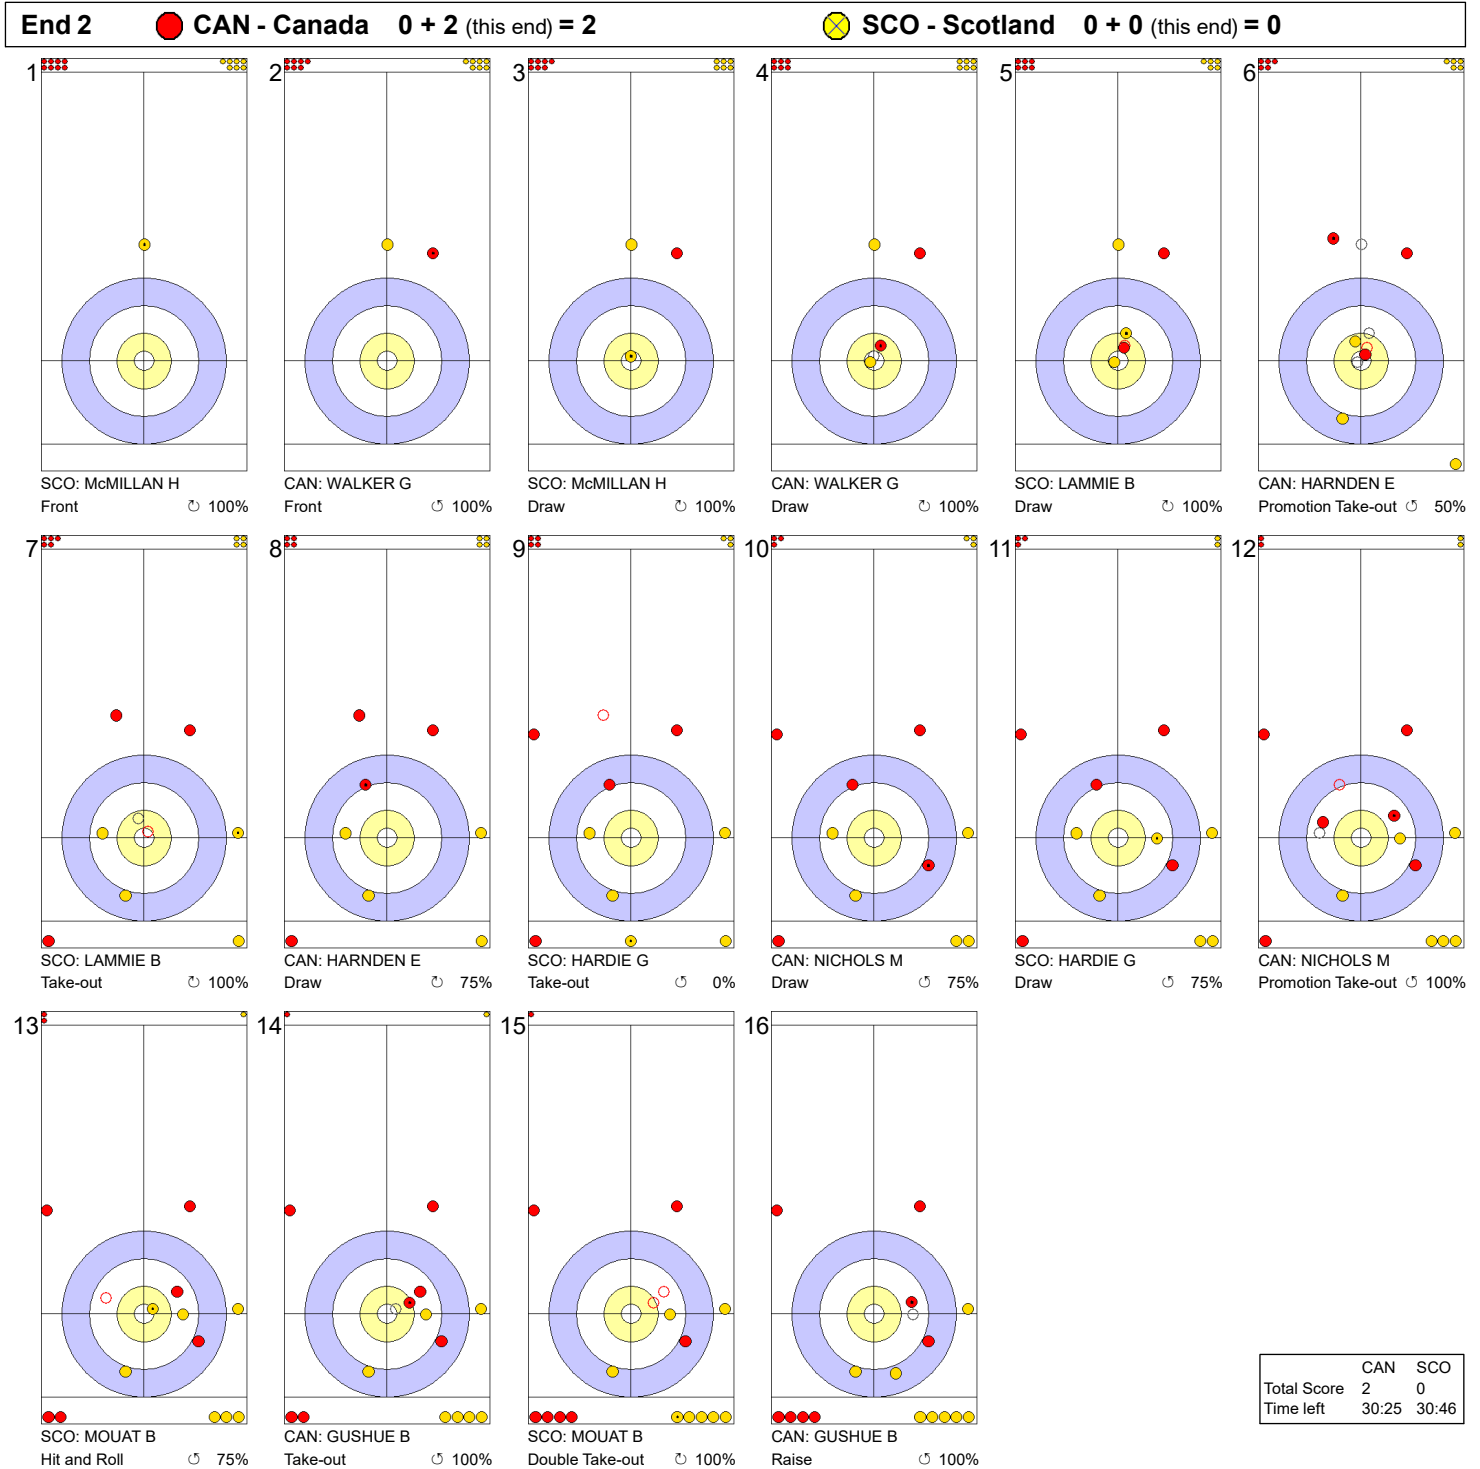 End 2 CAN - Canada 0 + 2 (this end) = 2 SCO - Scotland 0 + 0 (this end) = 0
1 2 3 4 5 6
SCO: McMILLAN H CAN: WALKER G SCO: McMILLAN H CAN: WALKER G SCO: LAMMIE B CAN: HARNDEN E
Front ↻ 100% Front ↺ 100% Draw ↻ 100% Draw ↺ 100% Draw ↻ 100% Promotion Take-out ↺ 50%
7 8 9 10 11 12
SCO: LAMMIE B CAN: HARNDEN E SCO: HARDIE G CAN: NICHOLS M SCO: HARDIE G CAN: NICHOLS M
Take-out ↻ 100% Draw ↺ 75% Take-out ↺ 0% Draw ↺ 75% Draw ↺ 75% Promotion Take-out ↻ 100%
13 14 15 16
SCO: MOUAT B CAN: GUSHUE B SCO: MOUAT B CAN: GUSHUE B
Hit and Roll ↺ 75% Take-out ↻ 100% Double Take-out ↻ 100% Raise ↺ 100%
CAN SCO
Total Score 2 0
Time left 30:25 30:46